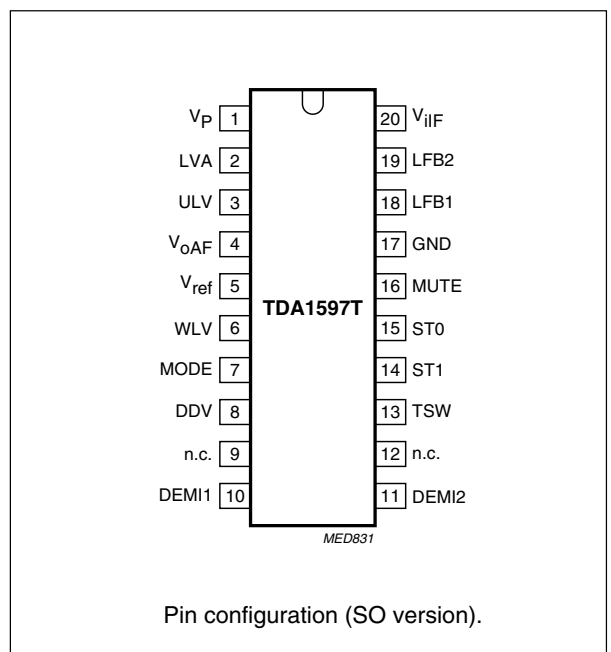 VP 1 20 ViIF
LVA 2 19 LFB2
ULV 3 18 LFB1
VoAF 4 17 GND
Vref 5 16 MUTE
TDA1597T
WLV 6 15 ST0
MODE 7 14 ST1
DDV 8 13 TSW
n.c. 9 12 n.c.
DEMI1 10 11 DEMI2
MED831
Pin configuration (SO version).